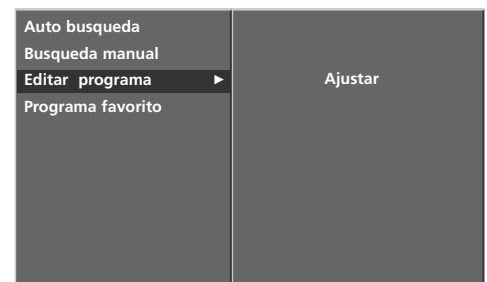 Auto busqueda
Busqueda manual
Editar programa ► Ajustar
Programa favorito